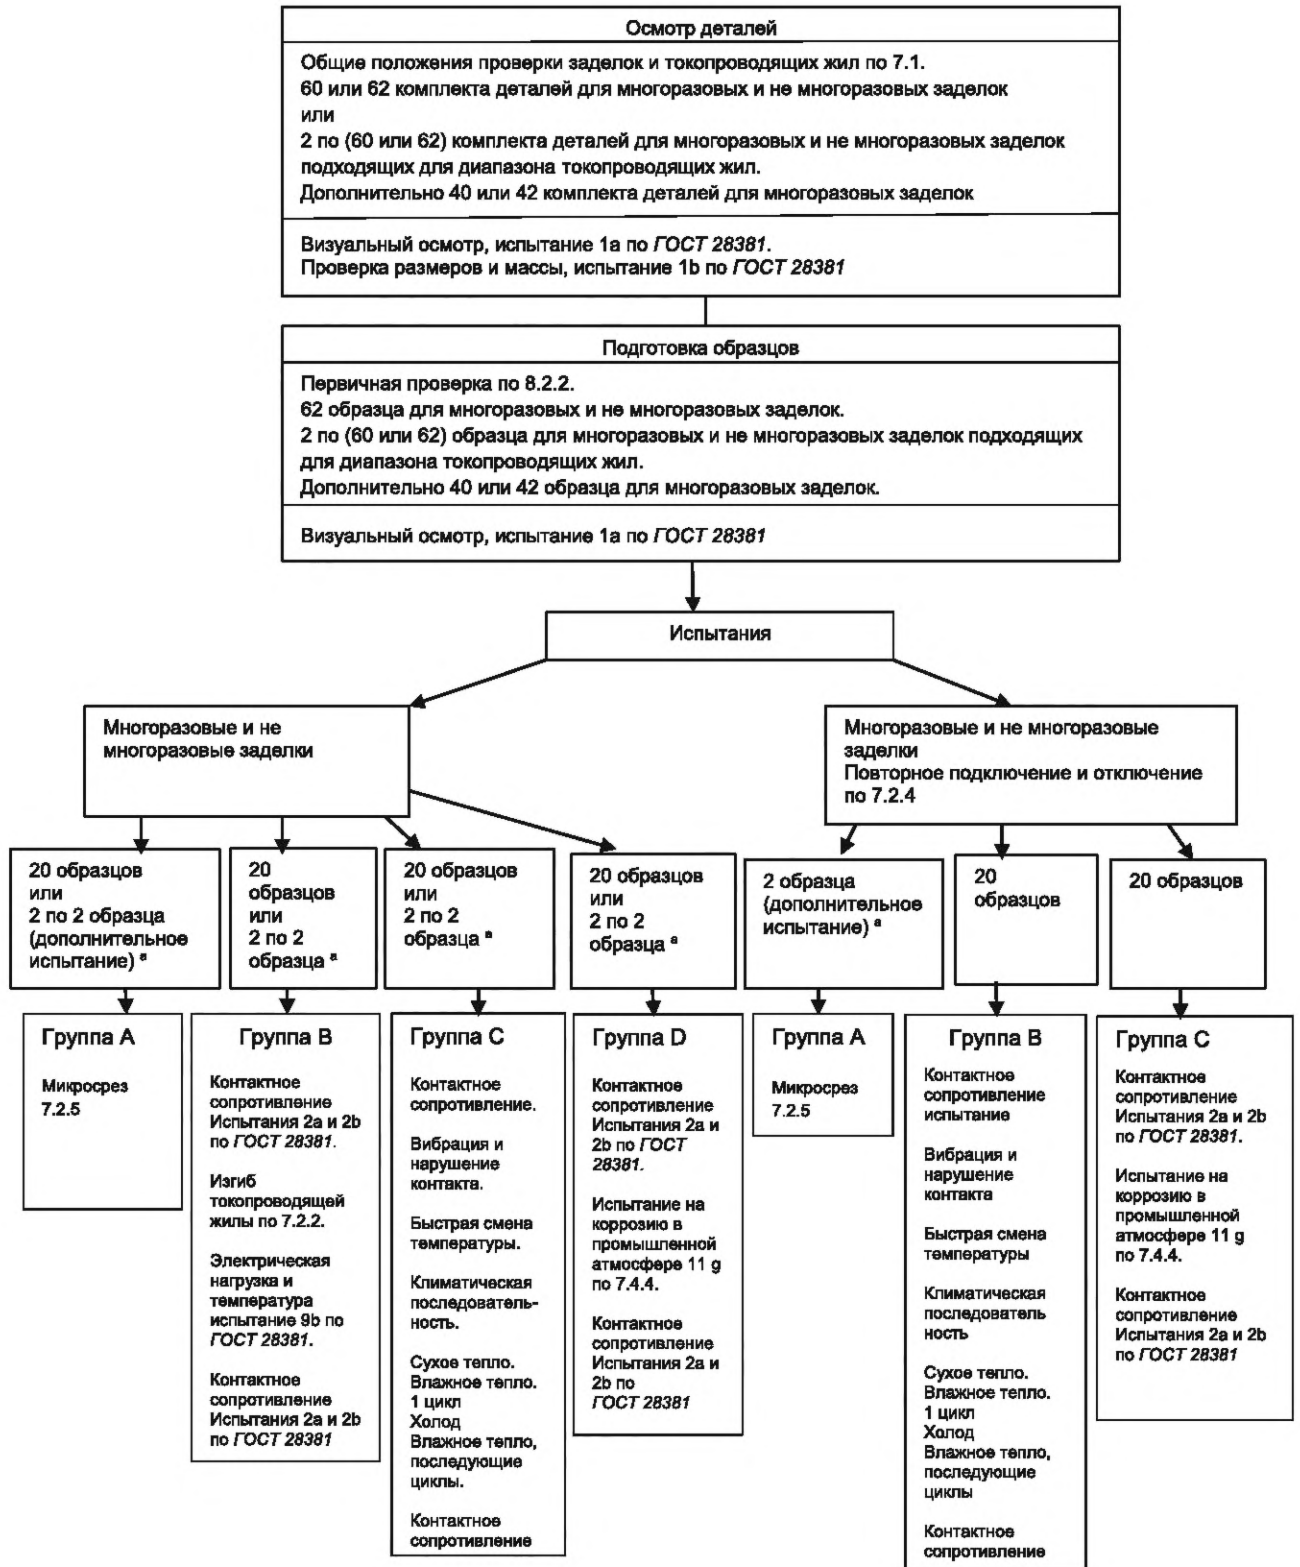 Осмотр деталей
Общие положения проверки заделок и токопроводящих жил по 7.1.
60 или 62 комплекта деталей для многоразовых и не многоразовых заделок
или
2 по (60 или 62) комплекта деталей для многоразовых и не многоразовых заделок
подходящих для диапазона токопроводящих жил.
Дополнительно 40 или 42 комплекта деталей для многоразовых заделок
Визуальный осмотр, испытание 1a по ГОСТ 28381.
Проверка размеров и массы, испытание 1b по ГОСТ 28381
Подготовка образцов
Первичная проверка по 8.2.2.
62 образца для многоразовых и не многоразовых заделок.
2 по (60 или 62) образца для многоразовых и не многоразовых заделок подходящих
для диапазона токопроводящих жил.
Дополнительно 40 или 42 образца для многоразовых заделок.
Визуальный осмотр, испытание 1a по ГОСТ 28381
Испытания
Многоразовые и не
многоразовые заделки
Многоразовые и не многоразовые
заделки
Повторное подключение и отключение
по 7.2.4
20 образцов
или
2 по 2 образца
(дополнительное
испытание) ª
20
образцов
или
2 по 2
образца ª
20 образцов
или
2 по 2
образца ª
20 образцов
или
2 по 2
образца ª
2 образца
(дополнительное
испытание) ª
20
образцов
20 образцов
Группа A
Микросрез
7.2.5
Группа B
Контактное
сопротивление
Испытания 2a и 2b
по ГОСТ 28381.
Изгиб
токопроводящей
жилы по 7.2.2.
Электрическая
нагрузка и
температура
испытание 9b по
ГОСТ 28381.
Контактное
сопротивление
Испытания 2a и 2b
по ГОСТ 28381
Группа C
Контактное
сопротивление.
Вибрация и
нарушение
контакта.
Быстрая смена
температуры.
Климатическая
последователь-
ность.
Сухое тепло.
Влажное тепло.
1 цикл
Холод
Влажное тепло,
последующие
циклы.
Контактное
сопротивление
Группа D
Контактное
сопротивление
Испытания 2a и
2b по ГОСТ
28381.
Испытание на
коррозию в
промышленной
атмосфере 11 g
по 7.4.4.
Контактное
сопротивление
Испытания 2a и
2b по
ГОСТ 28381
Группа A
Микросрез
7.2.5
Группа B
Контактное
сопротивление
испытание
Вибрация и
нарушение
контакта
Быстрая смена
температуры
Климатическая
последователь
ность
Сухое тепло.
Влажное тепло.
1 цикл
Холод
Влажное тепло,
последующие
циклы
Контактное
сопротивление
Группа C
Контактное
сопротивление
Испытания 2a и 2b
по ГОСТ 28381.
Испытание на
коррозию в
промышленной
атмосфере 11 g
по 7.4.4.
Контактное
сопротивление
Испытания 2a и 2b
по ГОСТ 28381